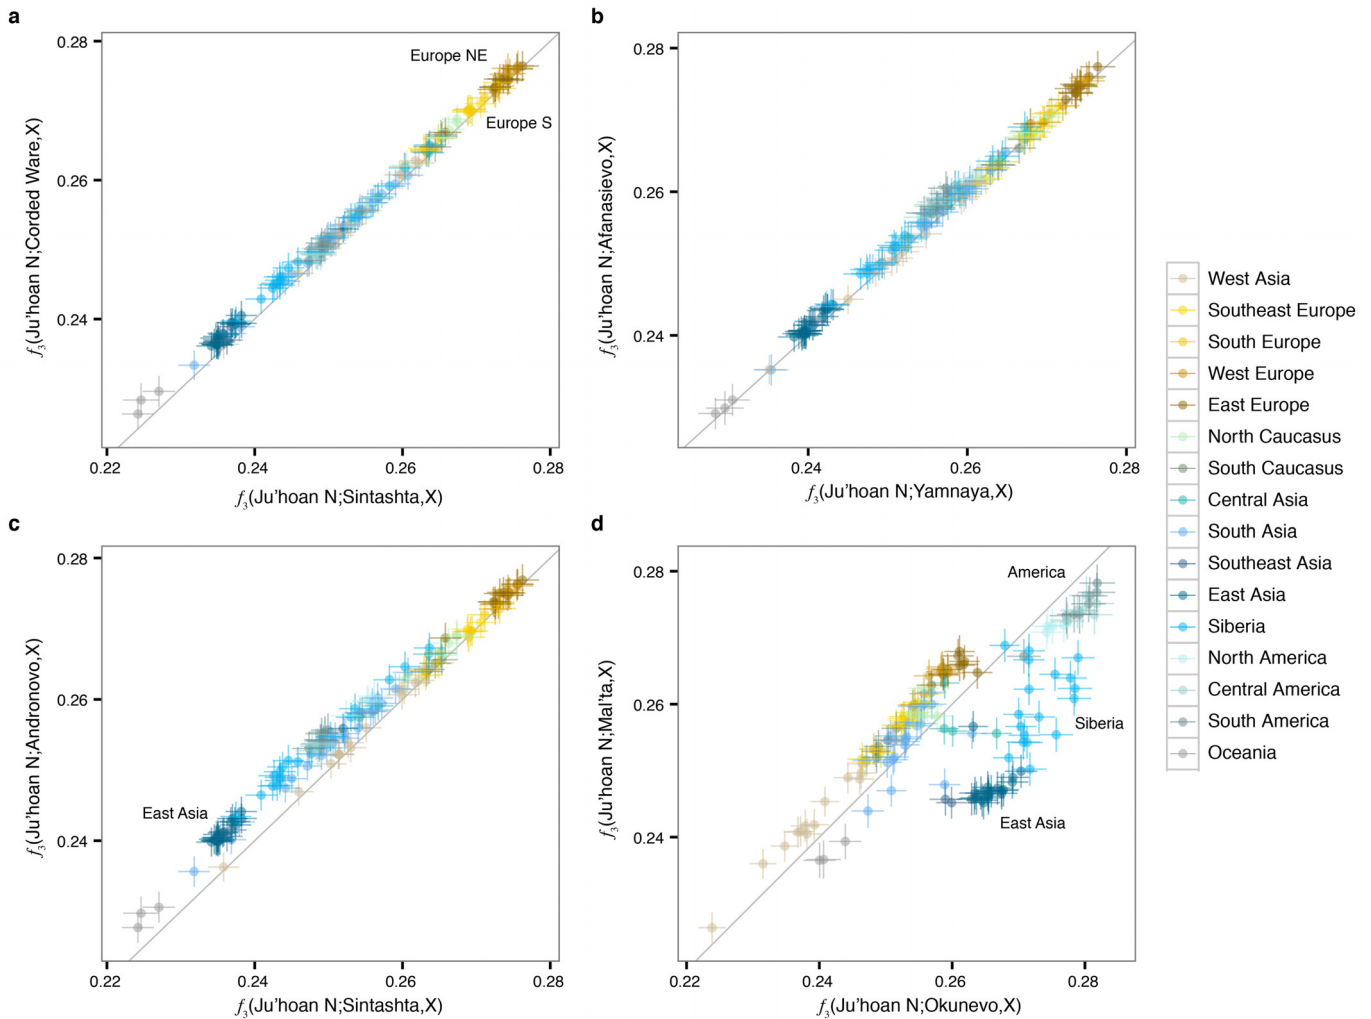 a
0.28
0.26
0.24
f3(Ju'hoan N;Corded Ware,X)
Europe NE
Europe S
0.22
0.24
0.26
0.28
f3(Ju'hoan N;Sintashta,X)
b
0.28
0.26
0.24
f3(Ju'hoan N;Afanasievo,X)
0.24
0.26
0.28
f3(Ju'hoan N;Yamnaya,X)
c
0.28
0.26
0.24
f3(Ju'hoan N;Andronovo,X)
East Asia
0.22
0.24
0.26
0.28
f3(Ju'hoan N;Sintashta,X)
d
0.28
0.26
0.24
f3(Ju'hoan N;Mal'ta,X)
America
Siberia
East Asia
0.22
0.24
0.26
0.28
f3(Ju'hoan N;Okunevo,X)
West Asia
Southeast Europe
South Europe
West Europe
East Europe
North Caucasus
South Caucasus
Central Asia
South Asia
Southeast Asia
East Asia
Siberia
North America
Central America
South America
Oceania